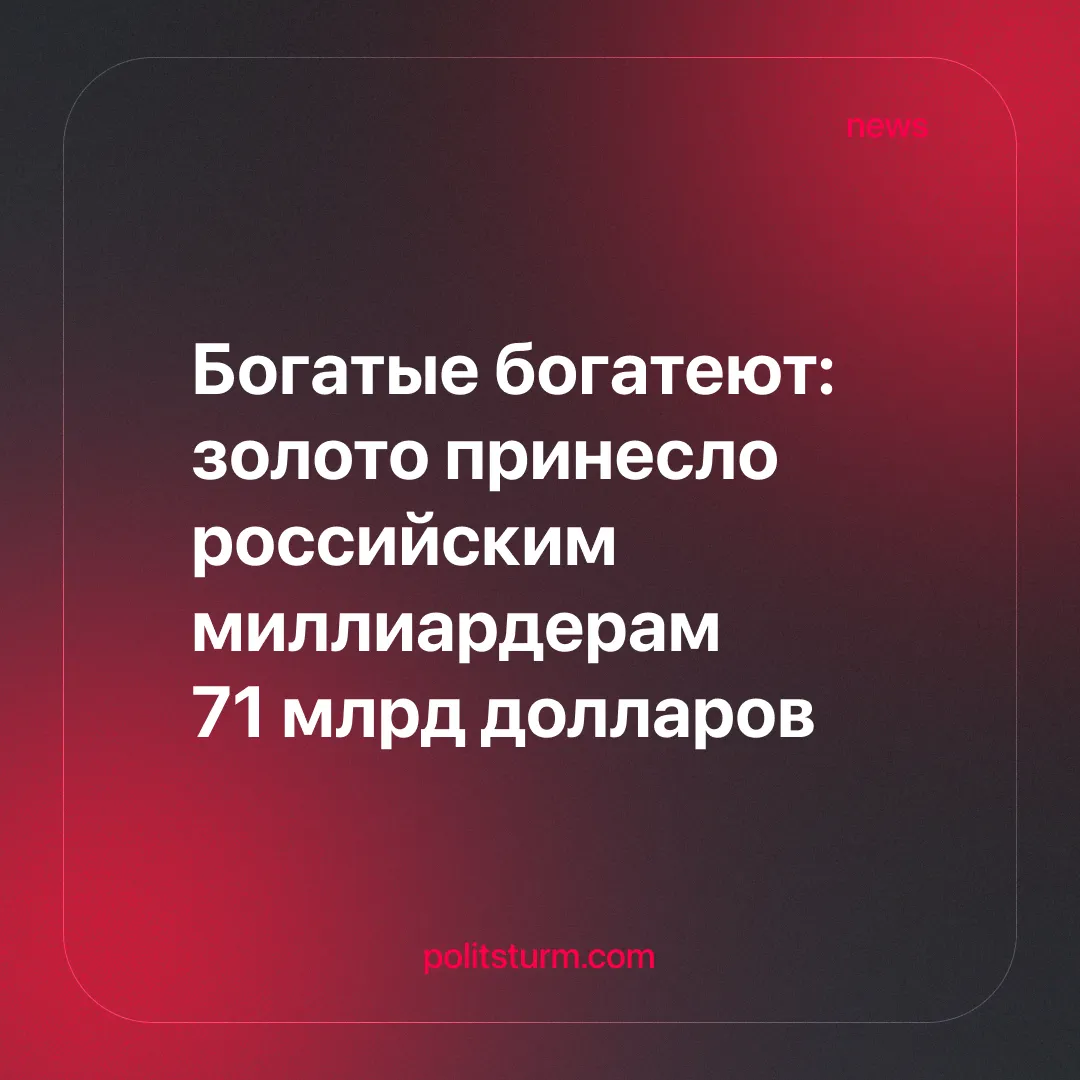 news
Богатые богатеют:
золото принесло
российским
миллиардерам
71 млрд долларов
politsturm.com